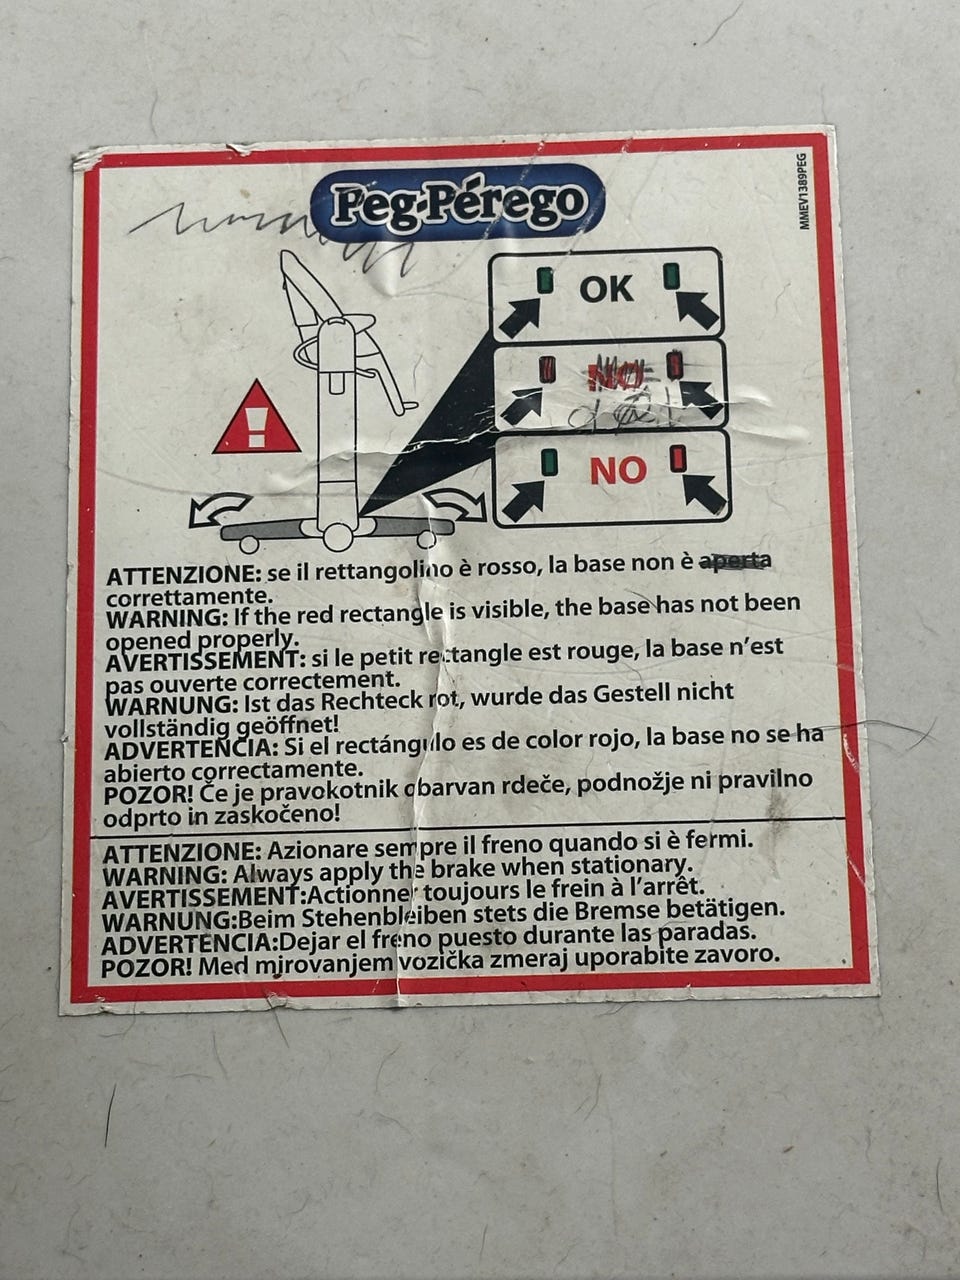 Peg-Pérego
MMEV1389PEG
OK
NO
NO
ATTENZIONE: se il rettangolino è rosso, la base non è aperta
correttamente.
WARNING: If the red rectangle is visible, the base has not been
opened properly.
AVERTISSEMENT: si le petit rectangle est rouge, la base n'est
pas ouverte correctement.
WARNUNG: Ist das Rechteck rot, wurde das Gestell nicht
vollständig geöffnet!
ADVERTENCIA: Si el rectángulo es de color rojo, la base no se ha
abierto correctamente.
POZOR! Če je pravokotnik obarvan rdeče, podnožje ni pravilno
odprto in zaskočeno!
ATTENZIONE: Azionare sempre il freno quando si è fermi.
WARNING: Always apply the brake when stationary.
AVERTISSEMENT:Actionner toujours le frein à l'arrêt.
WARNUNG:Beim Stehenbleiben stets die Bremse betätigen.
ADVERTENCIA:Dejar el freno puesto durante las paradas.
POZOR! Med mirovanjem vozička zmeraj uporabite zavoro.